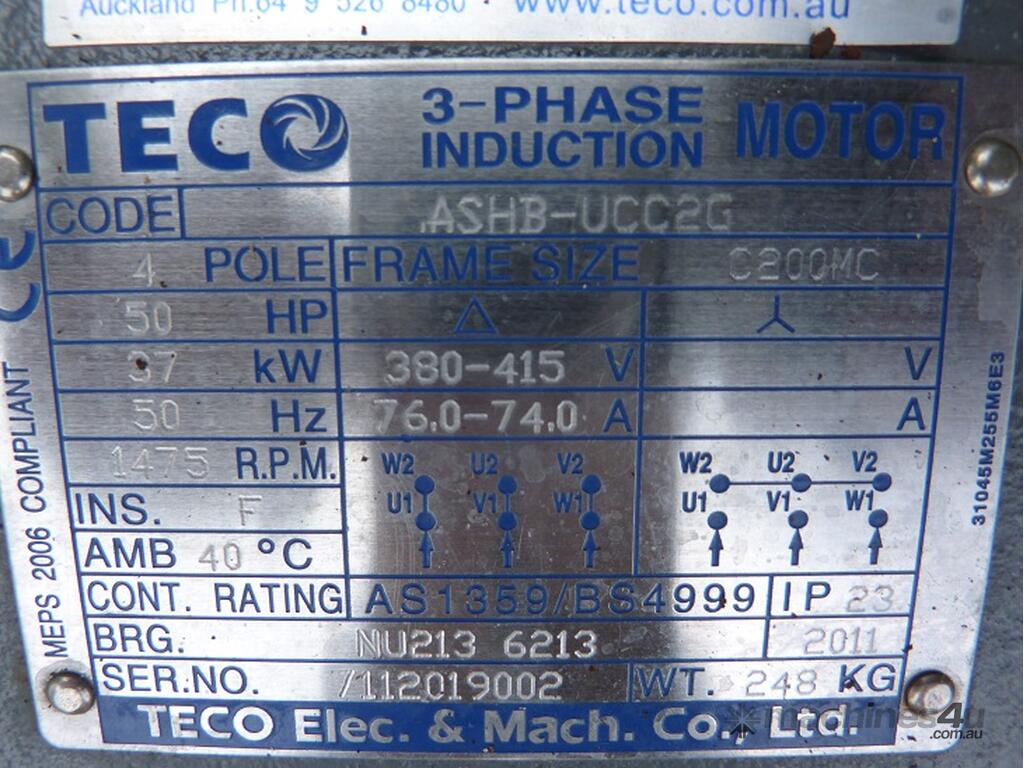 Auckland Ph.64 9 526 8480 · www.teco.com.au
TECO 3-PHASE INDUCTION MOTOR
CODE ASHB-UCC2G
4 POLE FRAME SIZE C200MC
50 HP △ 人
37 kW 380-415 V V
50 Hz 76.0-74.0 A A
1475 R.P.M. W2 U2 V2 W2 U2 V2
U1 V1 W1 U1 V1 W1
INS. F
AMB 40 °C
CONT. RATING AS1359/BS4999 IP 23
BRG. NU213 6213 2011
SER.NO. 7112019002 WT. 248 KG
TECO Elec. & Mach. Co., Ltd.
CE
MEPS 2006 COMPLIANT
31045M255M6E3
machines4u
.com.au